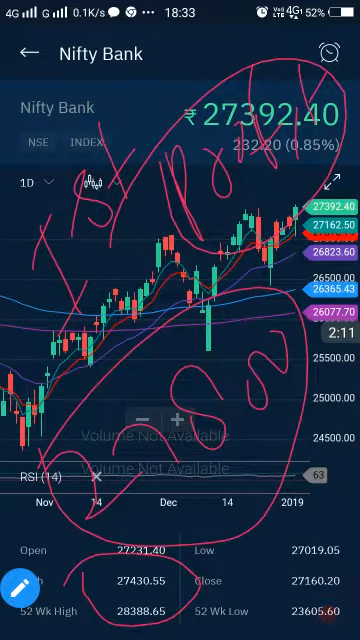 4G G 0.1K/s ... 18:33 Vo) LTE 4G 52%
Nifty Bank
Nifty Bank
₹ 27392.40
NSE INDEX
232.20 (0.85%)
1D
27392.40
27162.50
26823.60
26500.00
26365.43
26077.70
2:11
25500.00
25000.00
24500.00
Volume Not Available
Volume Not Available
RSI (14)
63
Nov 14 Dec 14 2019
Open 27231.40 Low 27019.05
27430.55 Close 27160.20
52 Wk High 28388.65 52 Wk Low 23605.60